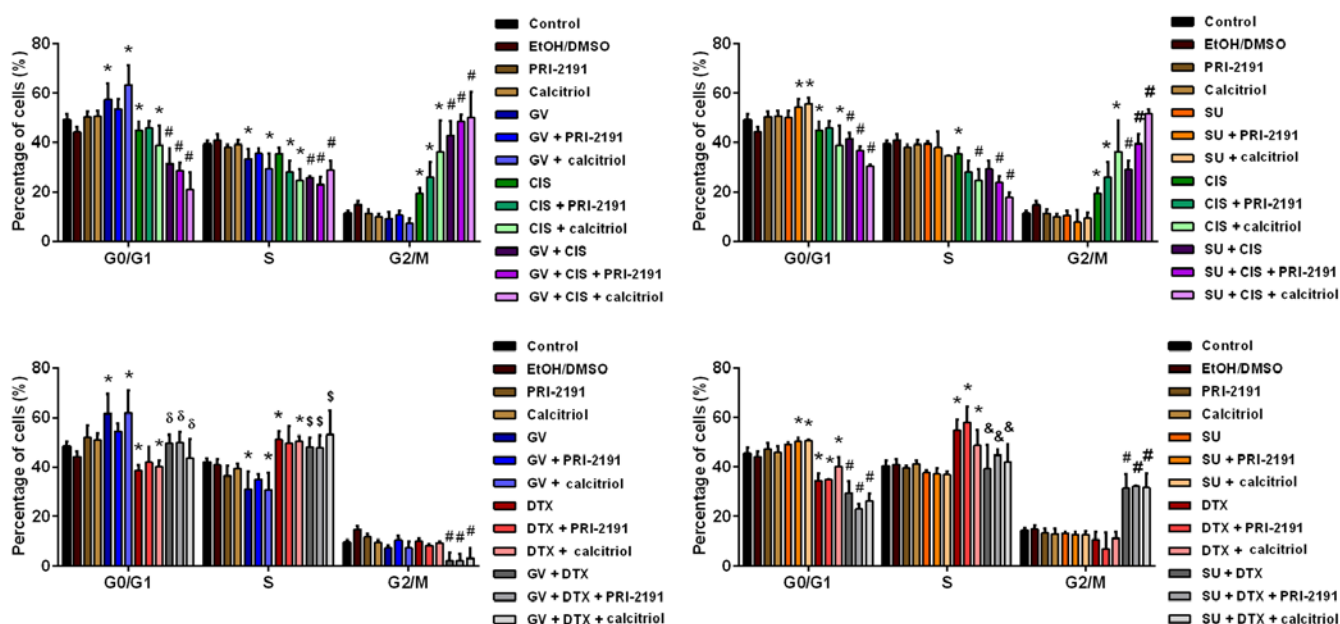 Percentage of cells (%)
80
60
40
20
0
* * * * # # #
* * * * # # #
* * * # # #
G0/G1 S G2/M
Control
EtOH/DMSO
PRI-2191
Calcitriol
GV
GV + PRI-2191
GV + calcitriol
CIS
CIS + PRI-2191
CIS + calcitriol
GV + CIS
GV + CIS + PRI-2191
GV + CIS + calcitriol
Percentage of cells (%)
80
60
40
20
0
* * * * # # #
* # # #
* * * # # #
G0/G1 S G2/M
Control
EtOH/DMSO
PRI-2191
Calcitriol
SU
SU + PRI-2191
SU + calcitriol
CIS
CIS + PRI-2191
CIS + calcitriol
SU + CIS
SU + CIS + PRI-2191
SU + CIS + calcitriol
Percentage of cells (%)
80
60
40
20
0
* * * * δ δ δ
* * * * $ $ $
# # #
G0/G1 S G2/M
Control
EtOH/DMSO
PRI-2191
Calcitriol
GV
GV + PRI-2191
GV + calcitriol
DTX
DTX + PRI-2191
DTX + calcitriol
GV + DTX
GV + DTX + PRI-2191
GV + DTX + calcitriol
Percentage of cells (%)
80
60
40
20
0
* * * * * # # #
* * * & & &
# # #
G0/G1 S G2/M
Control
EtOH/DMSO
PRI-2191
Calcitriol
SU
SU + PRI-2191
SU + calcitriol
DTX
DTX + PRI-2191
DTX + calcitriol
SU + DTX
SU + DTX + PRI-2191
SU + DTX + calcitriol